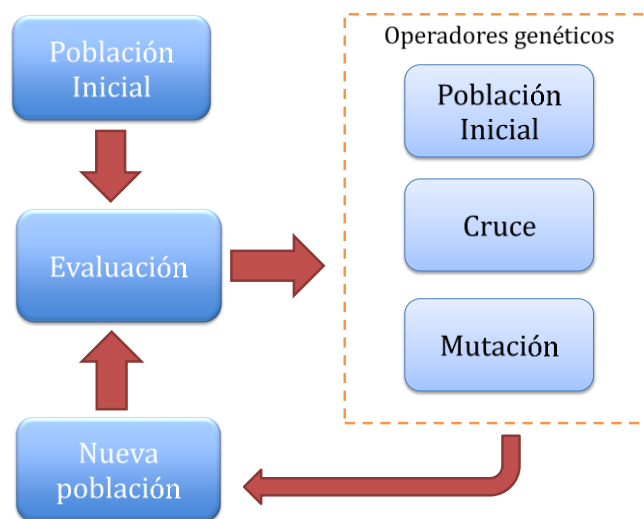 Población
Inicial
Evaluación
Nueva
población
Operadores genéticos
Población
Inicial
Cruce
Mutación